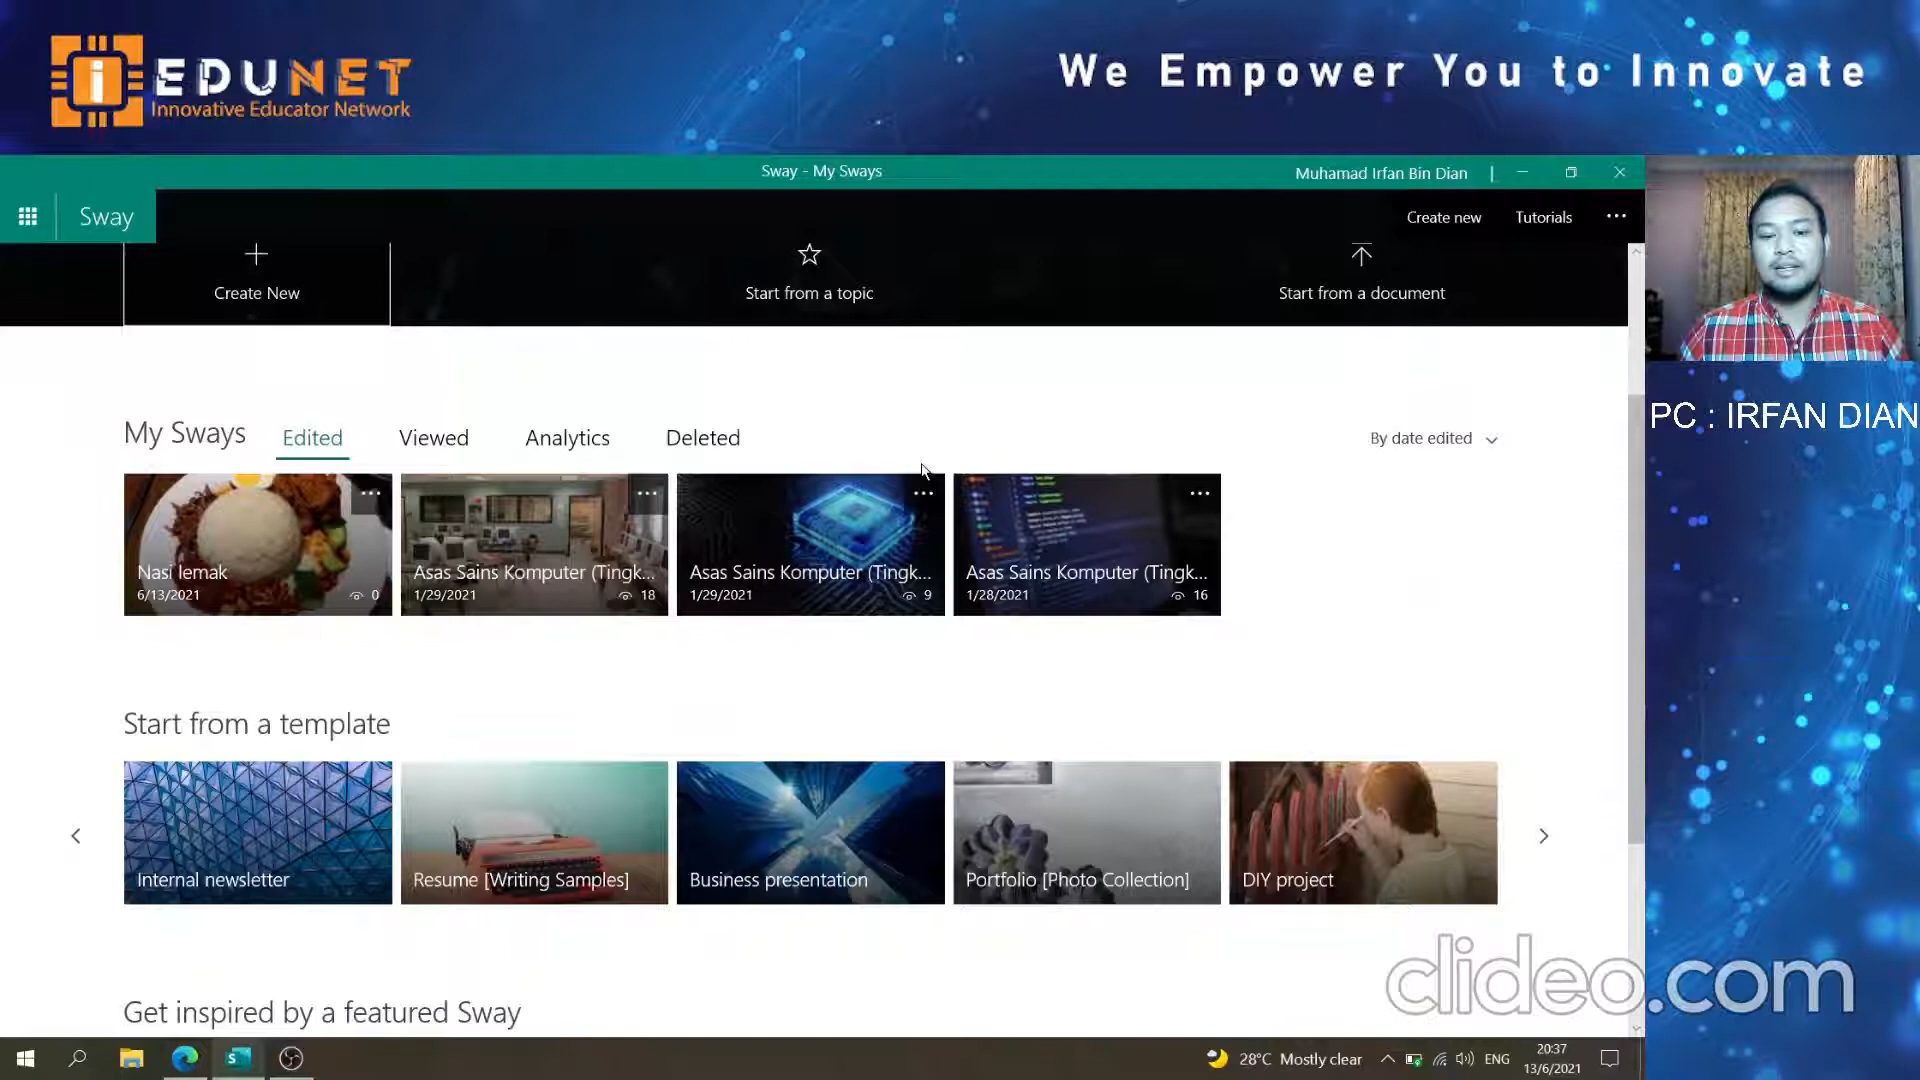 i EDUNET
Innovative Educator Network
We Empower You to Innovate
Sway - My Sways
Muhamad Irfan Bin Dian
Sway
Create new
Tutorials
Create New
Start from a topic
Start from a document
PC : IRFAN DIAN
My Sways
Edited
Viewed
Analytics
Deleted
By date edited
Nasi lemak
6/13/2021
0
Asas Sains Komputer (Tingk...
1/29/2021
18
Asas Sains Komputer (Tingk...
1/29/2021
9
Asas Sains Komputer (Tingk...
1/28/2021
16
Start from a template
Internal newsletter
Resume [Writing Samples]
Business presentation
Portfolio [Photo Collection]
DIY project
clideo.com
Get inspired by a featured Sway
S
28°C Mostly clear
ENG
20:37
13/6/2021